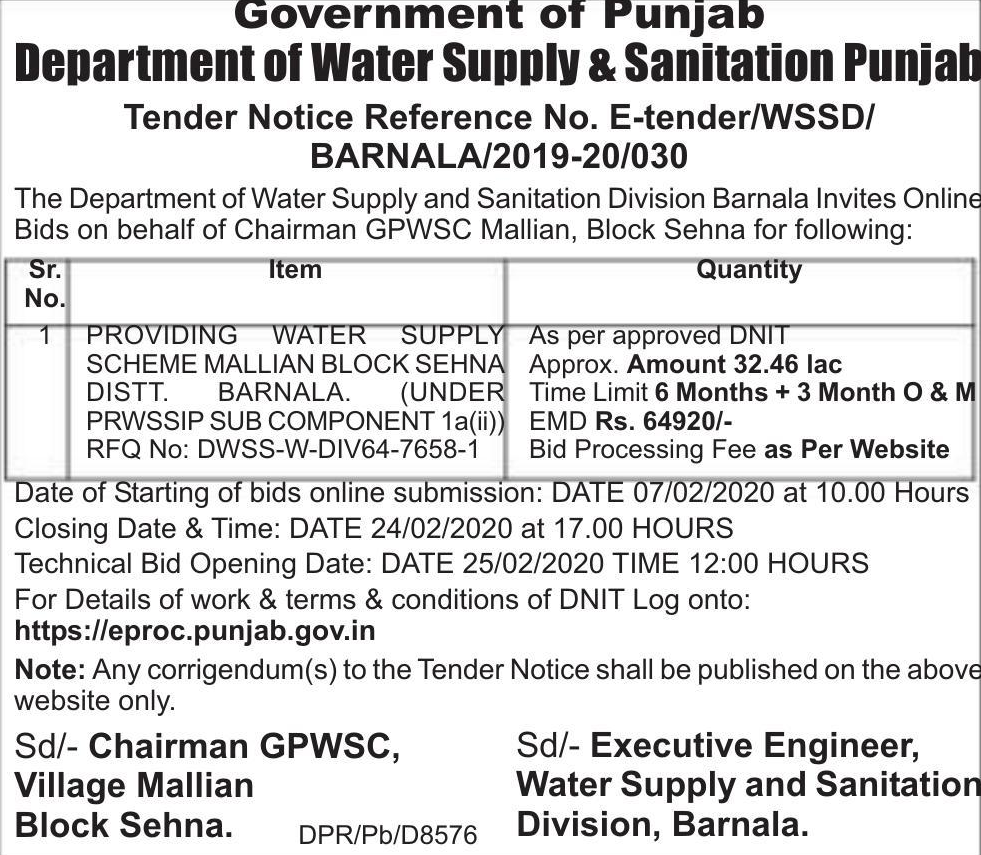 Government of Punjab
Department of Water Supply & Sanitation Punjab
Tender Notice Reference No. E-tender/WSSD/
BARNALA/2019-20/030
The Department of Water Supply and Sanitation Division Barnala Invites Online
Bids on behalf of Chairman GPWSC Mallian, Block Sehna for following:
Sr. No.
Item
Quantity
1
PROVIDING WATER SUPPLY
SCHEME MALLIAN BLOCK SEHNA
DISTT. BARNALA. (UNDER
PRWSSIP SUB COMPONENT 1a(ii))
RFQ No: DWSS-W-DIV64-7658-1
As per approved DNIT
Approx. Amount 32.46 lac
Time Limit 6 Months + 3 Month O & M
EMD Rs. 64920/-
Bid Processing Fee as Per Website
Date of Starting of bids online submission: DATE 07/02/2020 at 10.00 Hours
Closing Date & Time: DATE 24/02/2020 at 17.00 HOURS
Technical Bid Opening Date: DATE 25/02/2020 TIME 12:00 HOURS
For Details of work & terms & conditions of DNIT Log onto:
https://eproc.punjab.gov.in
Note: Any corrigendum(s) to the Tender Notice shall be published on the above
website only.
Sd/- Chairman GPWSC,
Village Mallian
Block Sehna.
DPR/Pb/D8576
Sd/- Executive Engineer,
Water Supply and Sanitation
Division, Barnala.